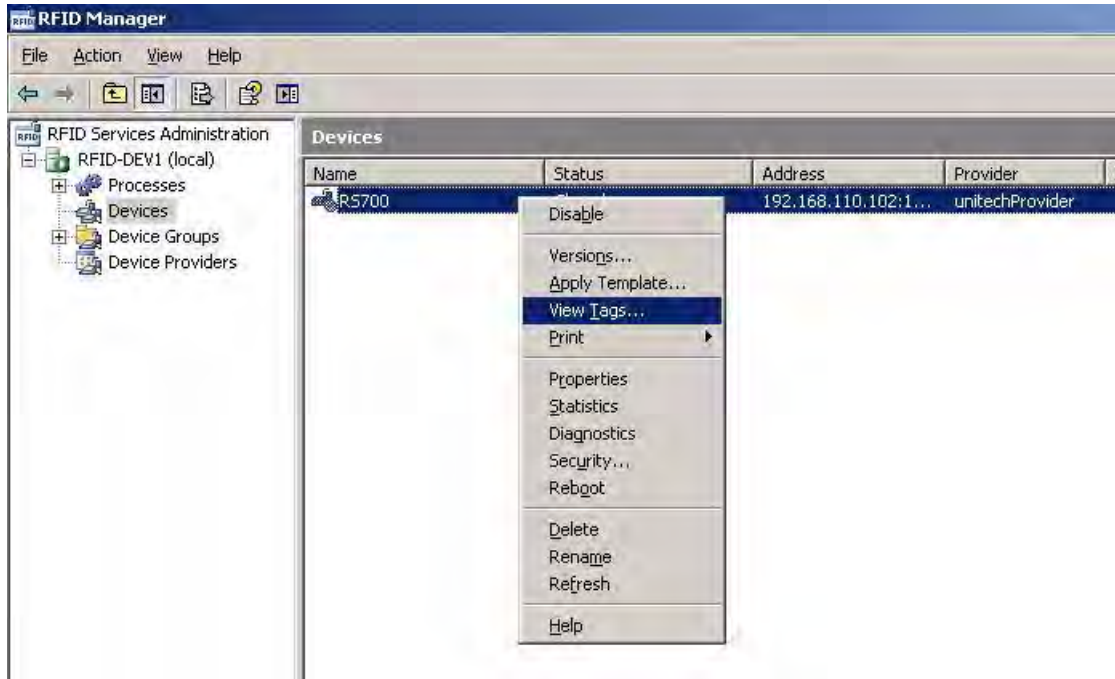 RFID Manager
File Action View Help
RFID Services Administration
RFID-DEV1 (local)
Processes
Devices
Device Groups
Device Providers
Devices
Name Status Address Provider
RS700 192.168.110.102:1... unitechProvider
Disable
Versions...
Apply Template...
View Tags...
Print
Properties
Statistics
Diagnostics
Security...
Reboot
Delete
Rename
Refresh
Help